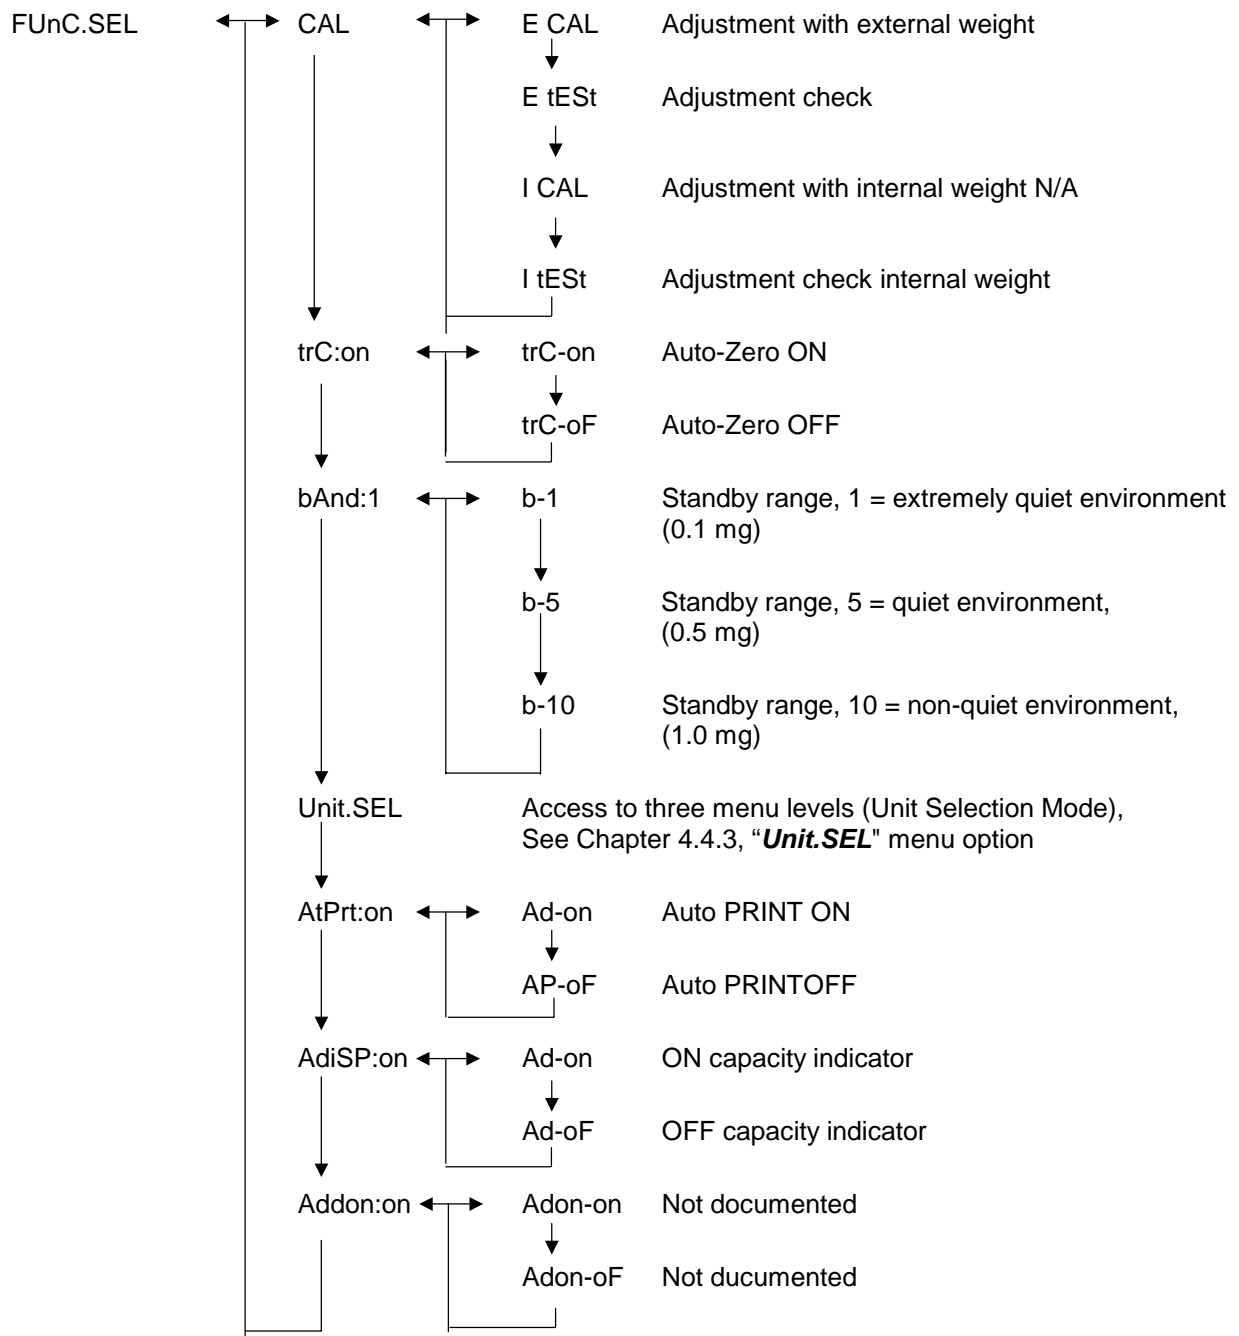 FUnC.SEL CAL E CAL Adjustment with external weight
E tESt Adjustment check
I CAL Adjustment with internal weight N/A
I tESt Adjustment check internal weight
trC:on trC-on Auto-Zero ON
trC-oF Auto-Zero OFF
bAnd:1 b-1 Standby range, 1 = extremely quiet environment
(0.1 mg)
b-5 Standby range, 5 = quiet environment,
(0.5 mg)
b-10 Standby range, 10 = non-quiet environment,
(1.0 mg)
Unit.SEL Access to three menu levels (Unit Selection Mode),
See Chapter 4.4.3, “Unit.SEL" menu option
AtPrt:on Ad-on Auto PRINT ON
AP-oF Auto PRINTOFF
AdiSP:on Ad-on ON capacity indicator
Ad-oF OFF capacity indicator
Addon:on Adon-on Not documented
Adon-oF Not ducumented